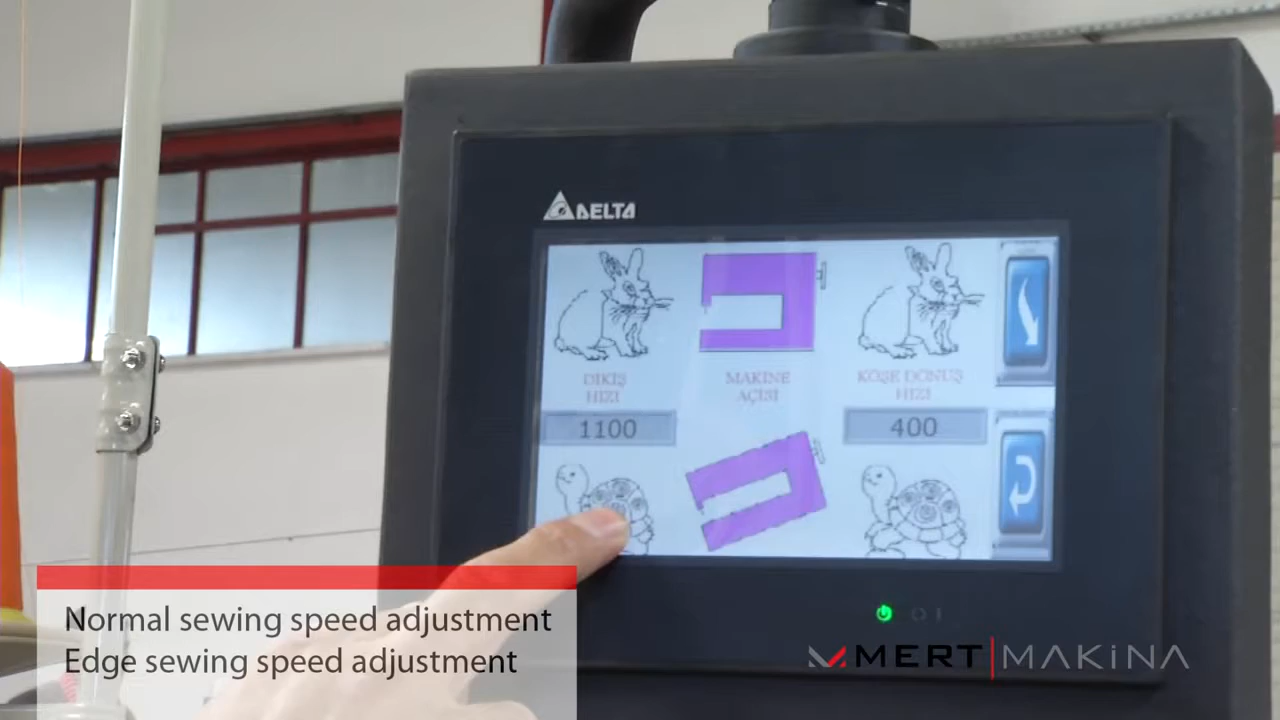 DELTA
DİKİŞ
HIZI
MAKİNE
AÇISI
KÖŞE DÖNÜŞ
HIZI
1100
400
Normal sewing speed adjustment
Edge sewing speed adjustment
MERT MAKİNA